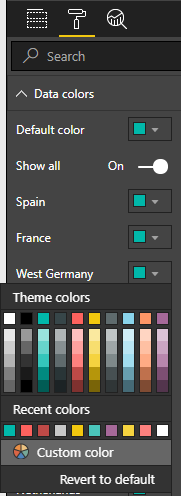 Search
Data colors
Default color
Show all On
Spain
France
West Germany
Theme colors
Recent colors
Custom color
Revert to default
Netherlands